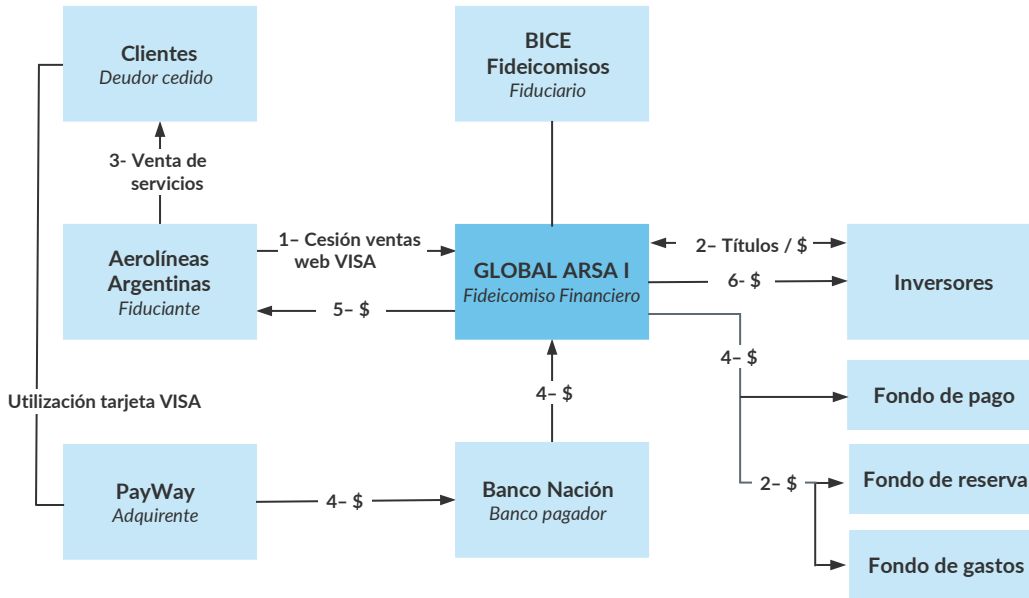 Clientes
Deudor cedido
BICE
Fideicomisos
Fiduciario
3- Venta de
servicios
Aerolíneas
Argentinas
Fiduciante
1– Cesión ventas
web VISA
5– $
GLOBAL ARSA I
Fideicomiso Financiero
2– Títulos / $
6- $
Inversores
4– $
Utilización tarjeta VISA
4– $
Fondo de pago
PayWay
Adquirente
4– $
Banco Nación
Banco pagador
2– $
Fondo de reserva
Fondo de gastos